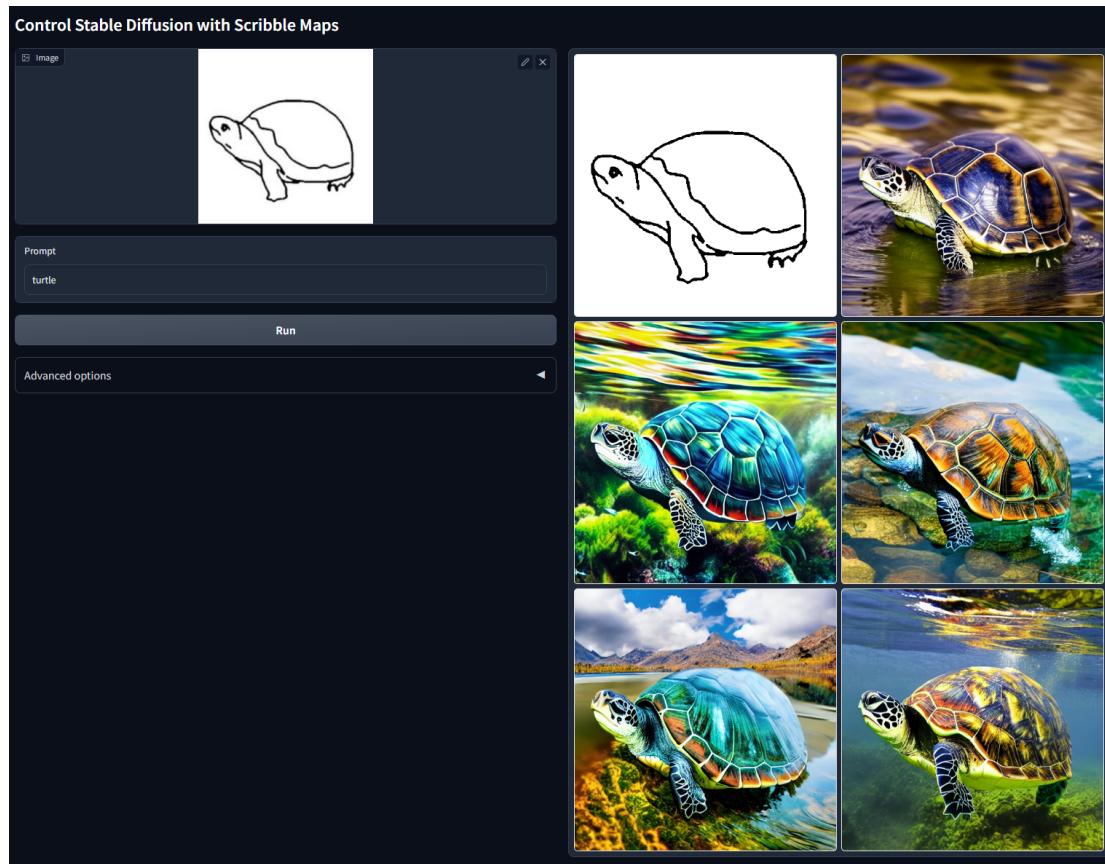 Control Stable Diffusion with Scribble Maps
Image
Prompt
turtle
Run
Advanced options